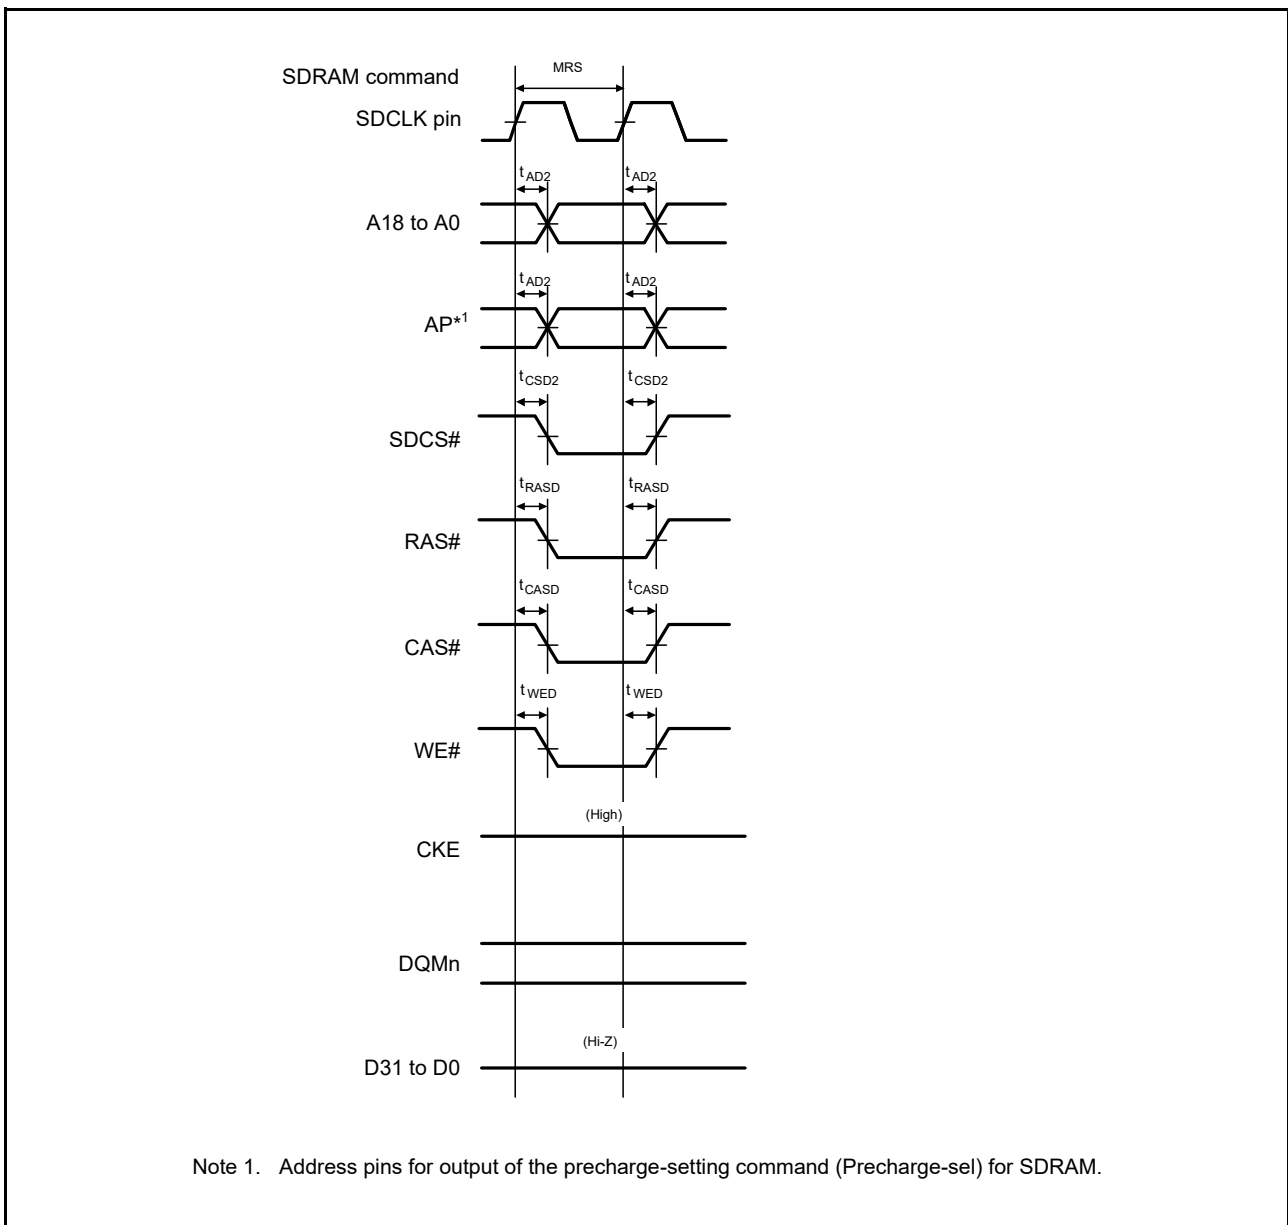 MRS
SDRAM command
SDCLK pin
tAD2 tAD2
A18 to A0
tAD2 tAD2
AP*1
tCSD2 tCSD2
SDCS#
tRASD tRASD
RAS#
tCASD tCASD
CAS#
tWED tWED
WE#
(High)
CKE
DQMn
(Hi-Z)
D31 to D0
Note 1. Address pins for output of the precharge-setting command (Precharge-sel) for SDRAM.